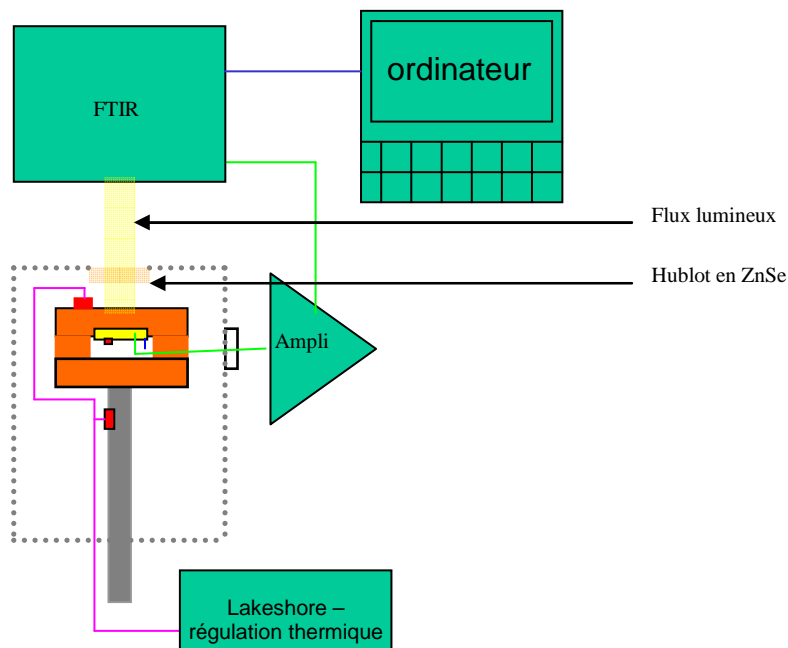 ordinateur
FTIR
Flux lumineux
Hublot en ZnSe
Ampli
Lakeshore –
régulation thermique